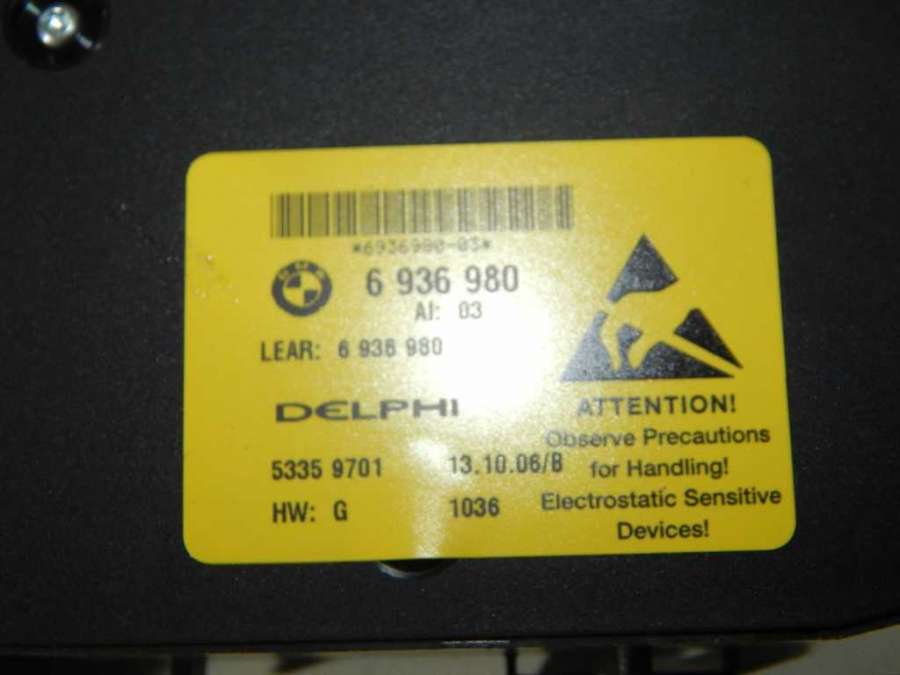 *6936980-03*
6 936 980
AI: 03
LEAR: 6 936 980
DELPHI
5335 9701 13.10.06/B
HW: G 1036
ATTENTION!
Observe Precautions
for Handling!
Electrostatic Sensitive
Devices!